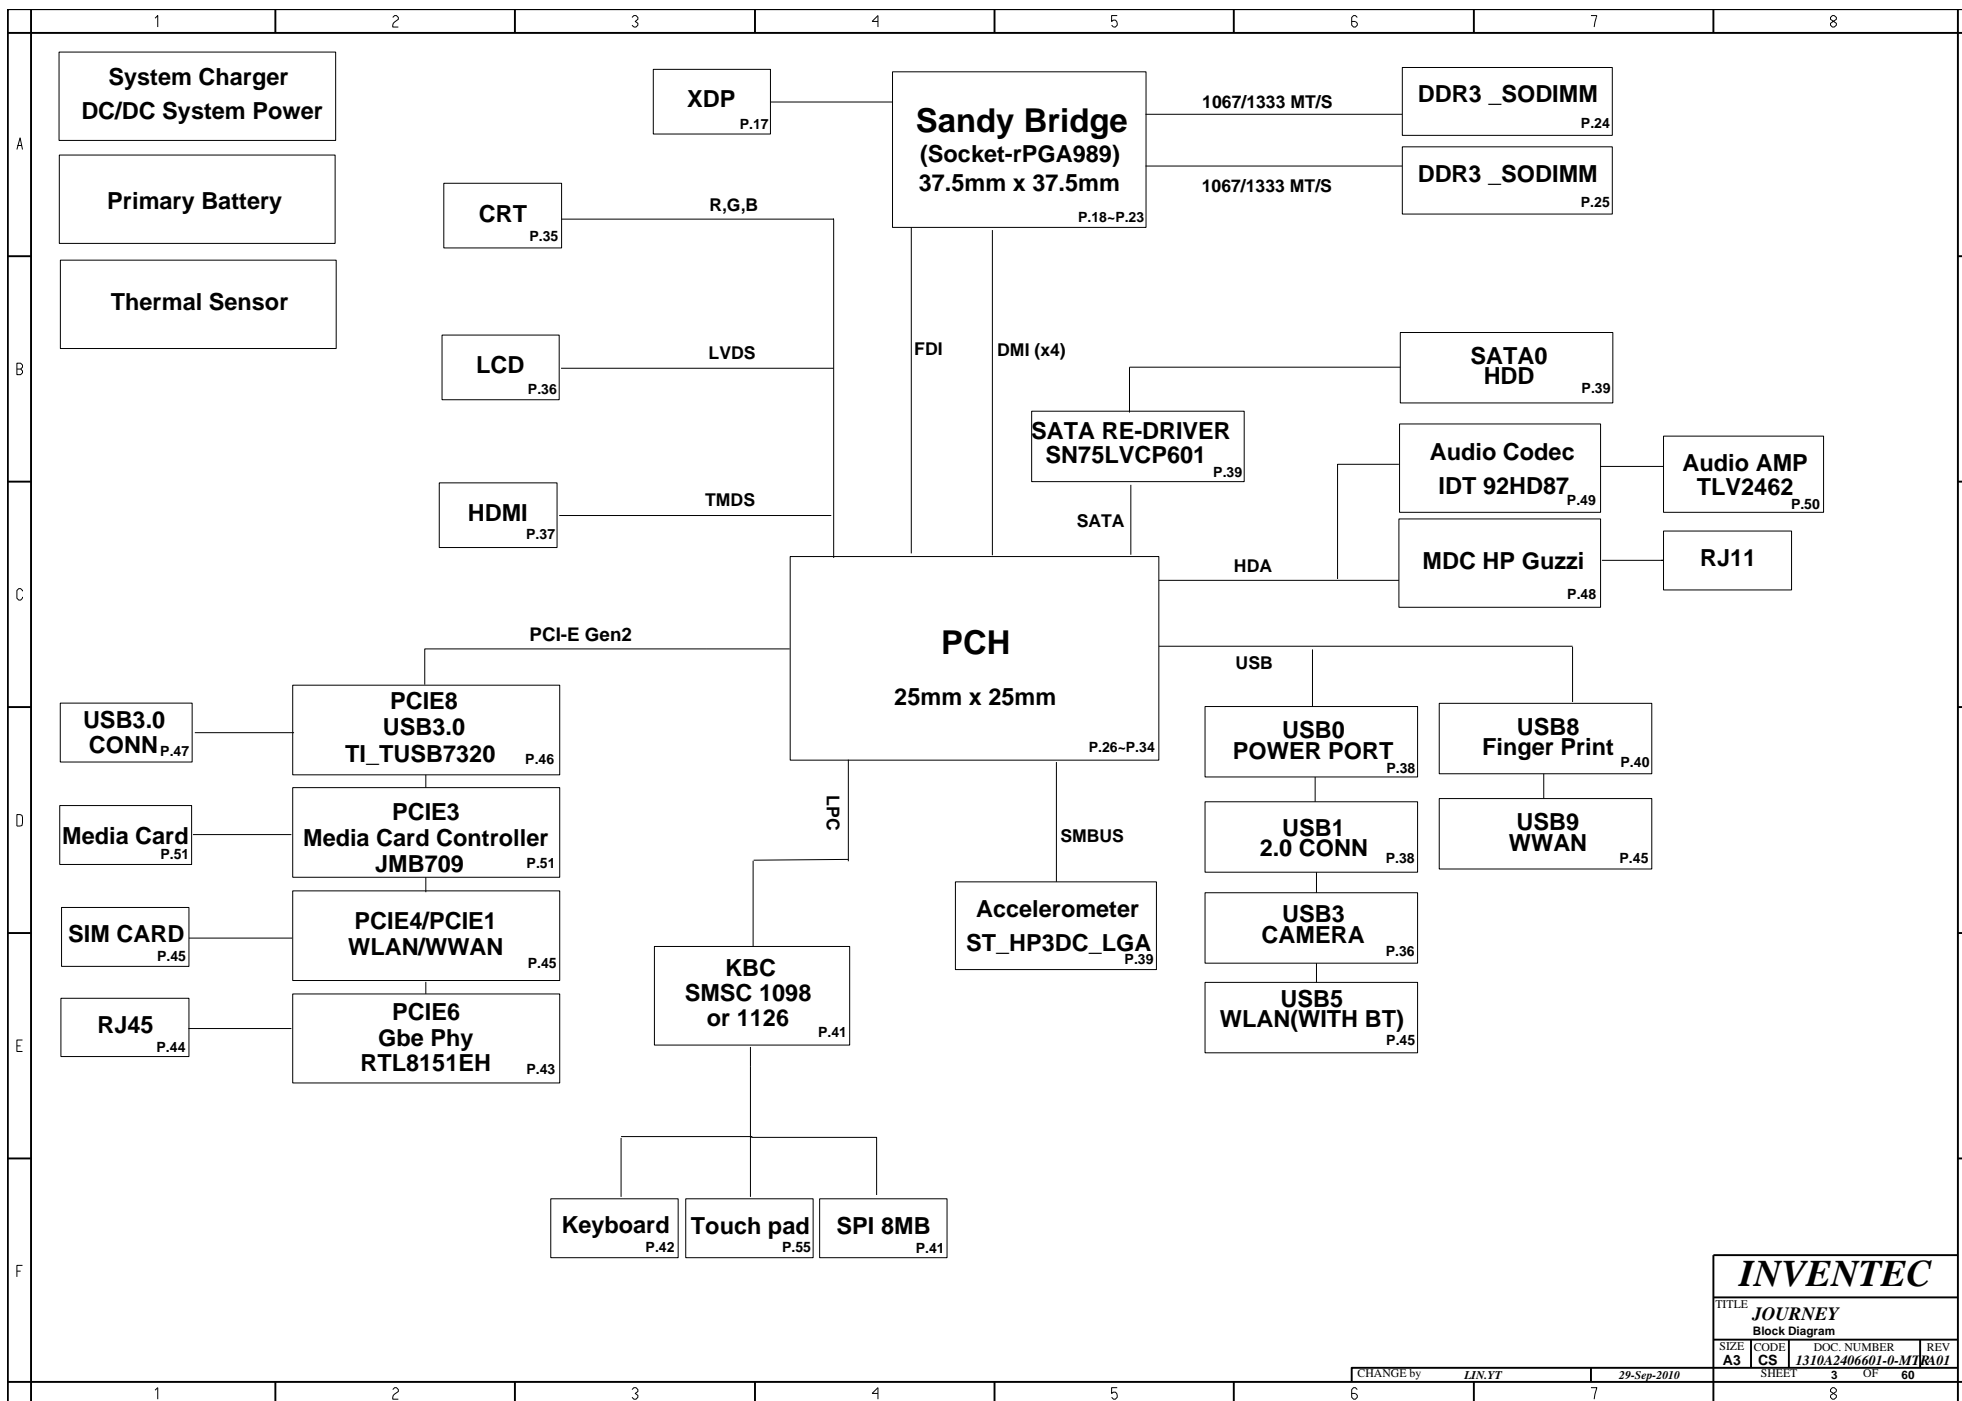 1 2 3 4 5 6 7 8
A
B
C
D
E
F
System Charger
DC/DC System Power
Primary Battery
Thermal Sensor
XDP
P.17
Sandy Bridge
(Socket-rPGA989)
37.5mm x 37.5mm
P.18~P.23
1067/1333 MT/S
DDR3 _SODIMM
P.24
1067/1333 MT/S
DDR3 _SODIMM
P.25
CRT
P.35
R,G,B
LCD
P.36
LVDS
HDMI
P.37
TMDS
FDI
DMI (x4)
SATA0
HDD
P.39
SATA RE-DRIVER
SN75LVCP601
P.39
SATA
Audio Codec
IDT 92HD87
P.49
Audio AMP
TLV2462
P.50
HDA
MDC HP Guzzi
P.48
RJ11
PCH
25mm x 25mm
P.26~P.34
PCI-E Gen2
USB
USB3.0
CONN
P.47
PCIE8
USB3.0
TI_TUSB7320
P.46
Media Card
P.51
PCIE3
Media Card Controller
JMB709
P.51
SIM CARD
P.45
PCIE4/PCIE1
WLAN/WWAN
P.45
RJ45
P.44
PCIE6
Gbe Phy
RTL8151EH
P.43
LPC
SMBUS
KBC
SMSC 1098
or 1126
P.41
Accelerometer
ST_HP3DC_LGA
P.39
USB0
POWER PORT
P.38
USB1
2.0 CONN
P.38
USB3
CAMERA
P.36
USB5
WLAN(WITH BT)
P.45
USB8
Finger Print
P.40
USB9
WWAN
P.45
Keyboard
P.42
Touch pad
P.55
SPI 8MB
P.41
INVENTEC
TITLE
JOURNEY
Block Diagram
SIZE CODE DOC. NUMBER REV
A3 CS 1310A2406601-0-MTR A01
CHANGE by LIN.YT 29-Sep-2010 SHEET 3 OF 60
1 2 3 4 5 6 7 8